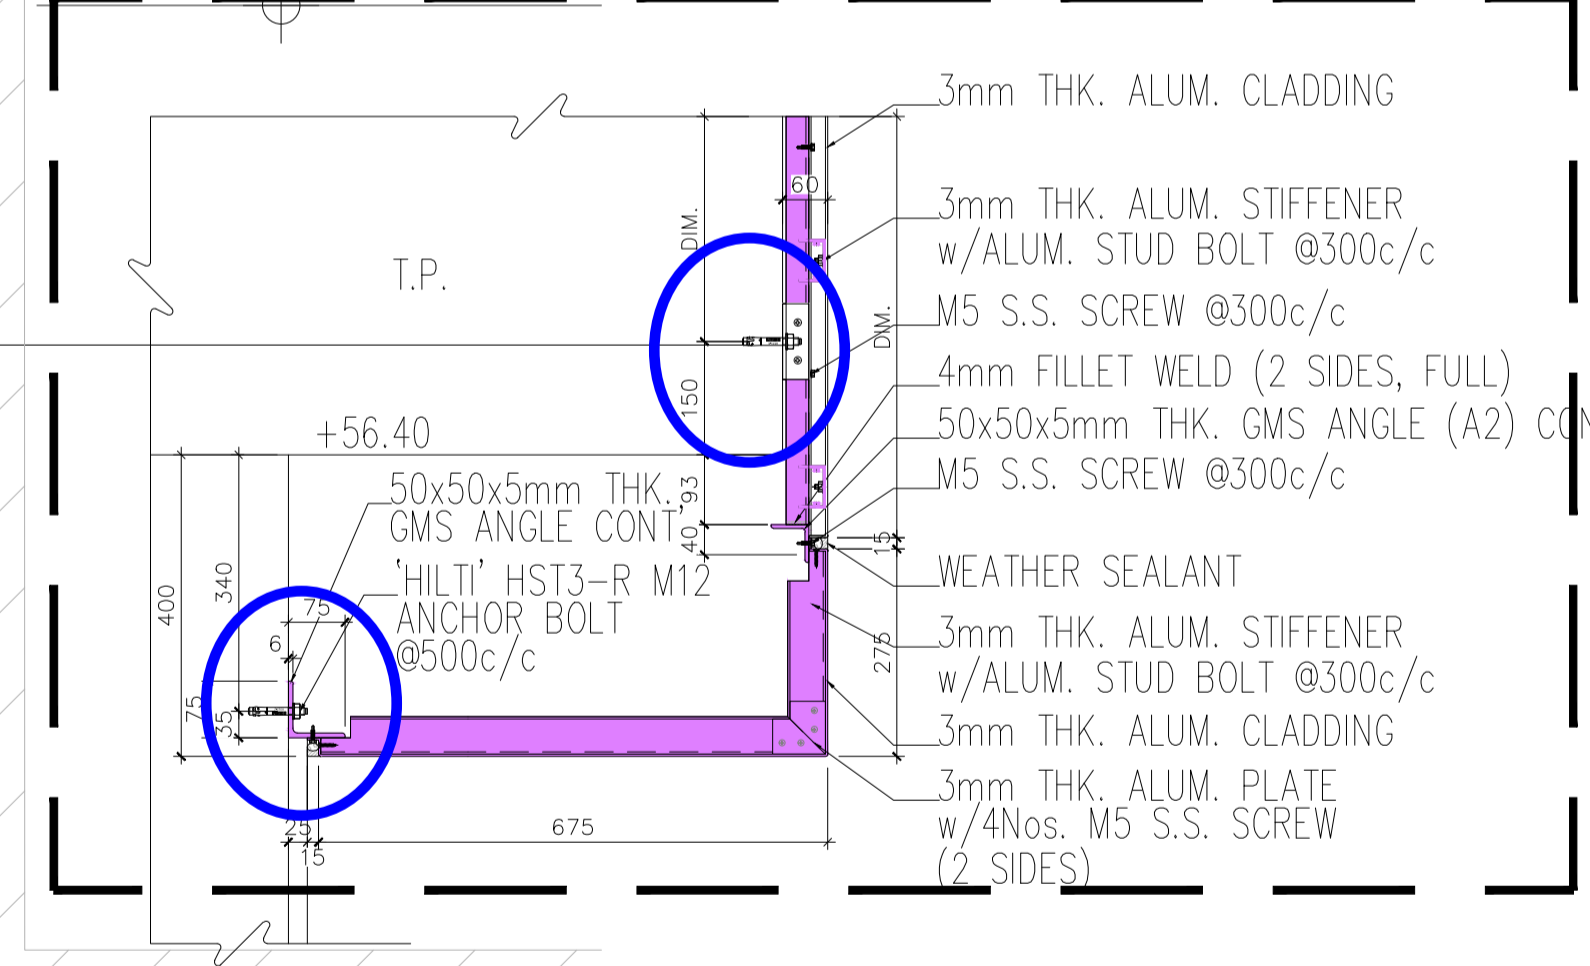 3mm THK. ALUM. CLADDING
60
3mm THK. ALUM. STIFFENER
w/ALUM. STUD BOLT @300c/c
DIM.
T.P.
M5 S.S. SCREW @300c/c
DIM.
4mm FILLET WELD (2 SIDES, FULL)
150
50x50x5mm THK. GMS ANGLE (A2) CON
+56.40
M5 S.S. SCREW @300c/c
50x50x5mm THK.
GMS ANGLE CONT'
93
40
15
'HILTI' HST3-R M12
ANCHOR BOLT
@500c/c
WEATHER SEALANT
340
400
75
6
3mm THK. ALUM. STIFFENER
w/ALUM. STUD BOLT @300c/c
275
75
35
3mm THK. ALUM. CLADDING
3mm THK. ALUM. PLATE
w/4Nos. M5 S.S. SCREW
(2 SIDES)
25
15
675